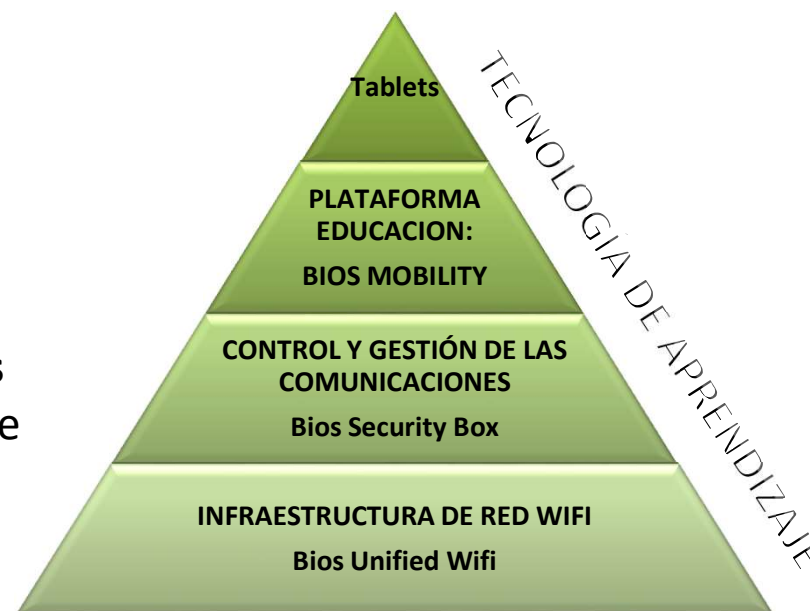 Tablets
TECNOLOGÍA DE APRENDIZAJE
PLATAFORMA
EDUCACION:
BIOS MOBILITY
CONTROL Y GESTIÓN DE LAS
COMUNICACIONES
Bios Security Box
s
e
INFRAESTRUCTURA DE RED WIFI
Bios Unified Wifi